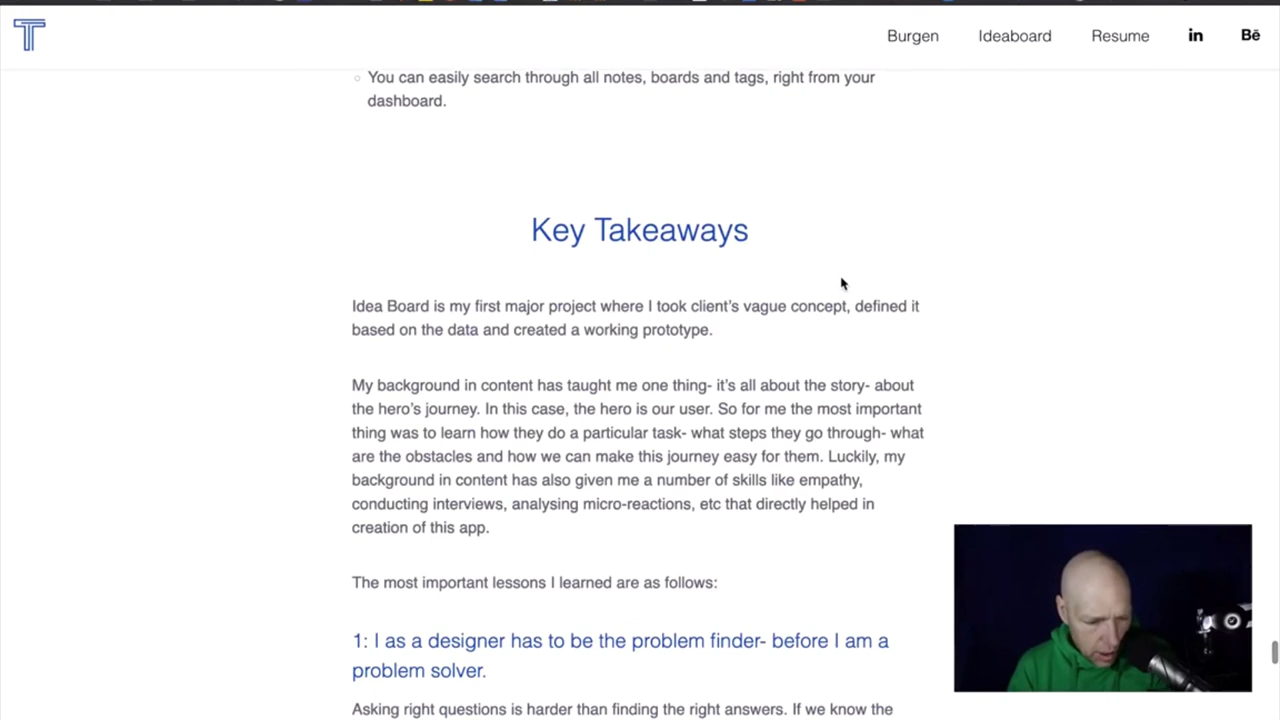 T
Burgen Ideaboard Resume in Bē
You can easily search through all notes, boards and tags, right from your
dashboard.
Key Takeaways
Idea Board is my first major project where I took client’s vague concept, defined it
based on the data and created a working prototype.
My background in content has taught me one thing- it’s all about the story- about
the hero’s journey. In this case, the hero is our user. So for me the most important
thing was to learn how they do a particular task- what steps they go through- what
are the obstacles and how we can make this journey easy for them. Luckily, my
background in content has also given me a number of skills like empathy,
conducting interviews, analysing micro-reactions, etc that directly helped in
creation of this app.
The most important lessons I learned are as follows:
1: I as a designer has to be the problem finder- before I am a
problem solver.
Asking right questions is harder than finding the right answers. If we know the